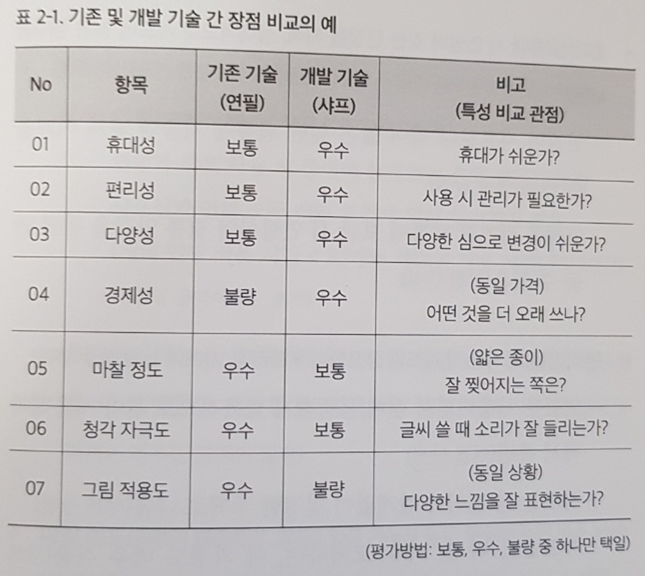 표 2-1. 기존 및 개발 기술 간 장점 비교의 예
No 항목 기존 기술 (연필) 개발 기술 (샤프) 비고 (특성 비교 관점)
01 휴대성 보통 우수 휴대가 쉬운가?
02 편리성 보통 우수 사용 시 관리가 필요한가?
03 다양성 보통 우수 다양한 심으로 변경이 쉬운가?
04 경제성 불량 우수 (동일 가격) 어떤 것을 더 오래 쓰나?
05 마찰 정도 우수 보통 (얇은 종이) 잘 찢어지는 쪽은?
06 청각 자극도 우수 보통 글씨 쓸 때 소리가 잘 들리는가?
07 그림 적용도 우수 불량 (동일 상황) 다양한 느낌을 잘 표현하는가?
(평가방법: 보통, 우수, 불량 중 하나만 택일)